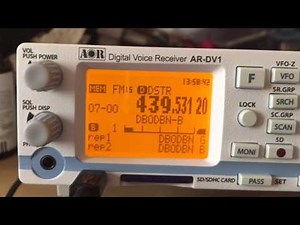 AOR Digital Voice Receiver AR-DV1
VOL
PUSH POWER
MEM FM15 D DSTR 13:58:42
07-00 439.531 20
DB0DBN-B
B 1
rep1 DB0DBN G
rep2 DB0DBN
SQL
PUSH DISP
F
VFO-Z
VFO
SR.GRP
SRCH
LOCK
SC.GRP
SCAN
SD
MONI
SD/SDHC CARD
PASS
SET